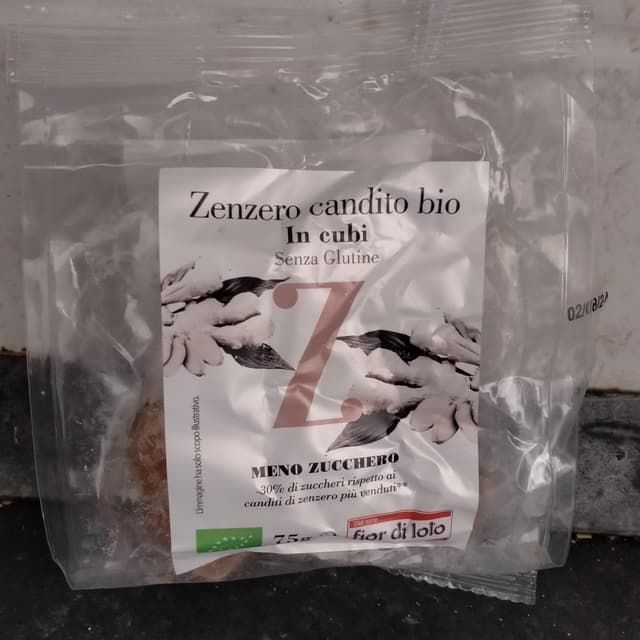 Zenzero candito bio
In cubi
Senza Glutine
Z
MENO ZUCCHERO
-30% di zuccheri rispetto ai
canditi di zenzero più venduti**
L'immagine ha solo scopo illustrativo.
75g
fior di loto